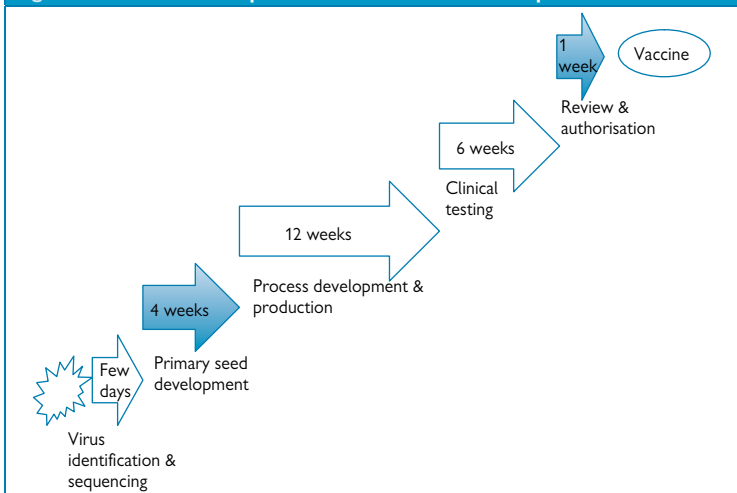 1
week
Vaccine
Review &
authorisation
6 weeks
Clinical
testing
12 weeks
Process development &
production
4 weeks
Primary seed
development
Few
days
Virus
identification &
sequencing